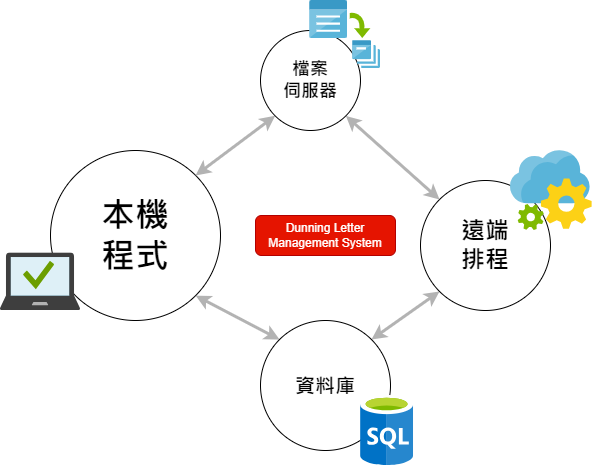 檔案
伺服器
本機
程式
Dunning Letter
Management System
遠端
排程
資料庫
SQL